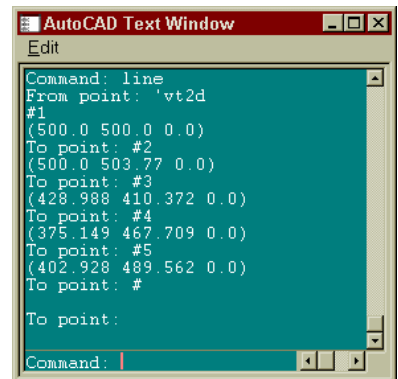 AutoCAD Text Window
Edit
Command: line
From point: 'vt2d
#1
(500.0 500.0 0.0)
To point: #2
(500.0 503.77 0.0)
To point: #3
(428.988 410.372 0.0)
To point: #4
(375.149 467.709 0.0)
To point: #5
(402.928 489.562 0.0)
To point: #
To point:
Command: